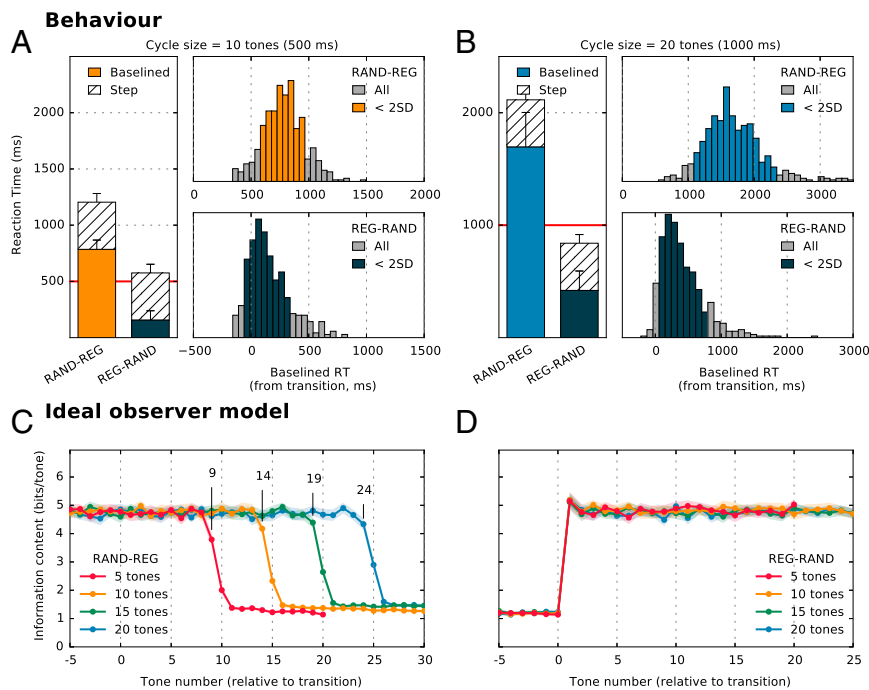 Behaviour
A
Cycle size = 10 tones (500 ms)
Reaction Time (ms)
2000
1500
1000
500
Baselined
Step
RAND-REG
REG-RAND
RAND-REG
All
< 2SD
0 500 1000 1500 2000
REG-RAND
All
< 2SD
−500 0 500 1000 1500
Baselined RT
(from transition, ms)
B
Cycle size = 20 tones (1000 ms)
2000
1000
Baselined
Step
RAND-REG
REG-RAND
RAND-REG
All
< 2SD
0 1000 2000 3000
REG-RAND
All
< 2SD
0 1000 2000 3000
Baselined RT
(from transition, ms)
Ideal observer model
C
Information content (bits/tone)
6
5
4
3
2
1
0
9
14
19
24
RAND-REG
5 tones
10 tones
15 tones
20 tones
-5 0 5 10 15 20 25 30
Tone number (relative to transition)
D
REG-RAND
5 tones
10 tones
15 tones
20 tones
-5 0 5 10 15 20 25
Tone number (relative to transition)